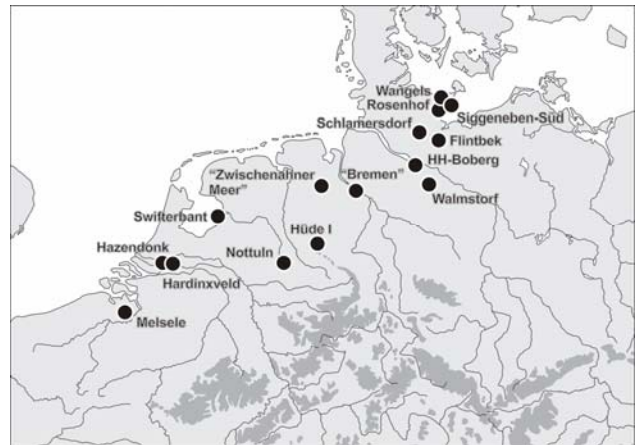 Wangels
Rosenhof
Siggeneben-Süd
Schlamersdorf
Flintbek
HH-Boberg
"Zwischenahner
Meer"
"Bremen"
Walmstorf
Swifterbant
Hüde I
Hazendonk
Nottuln
Hardinxveld
Melsele